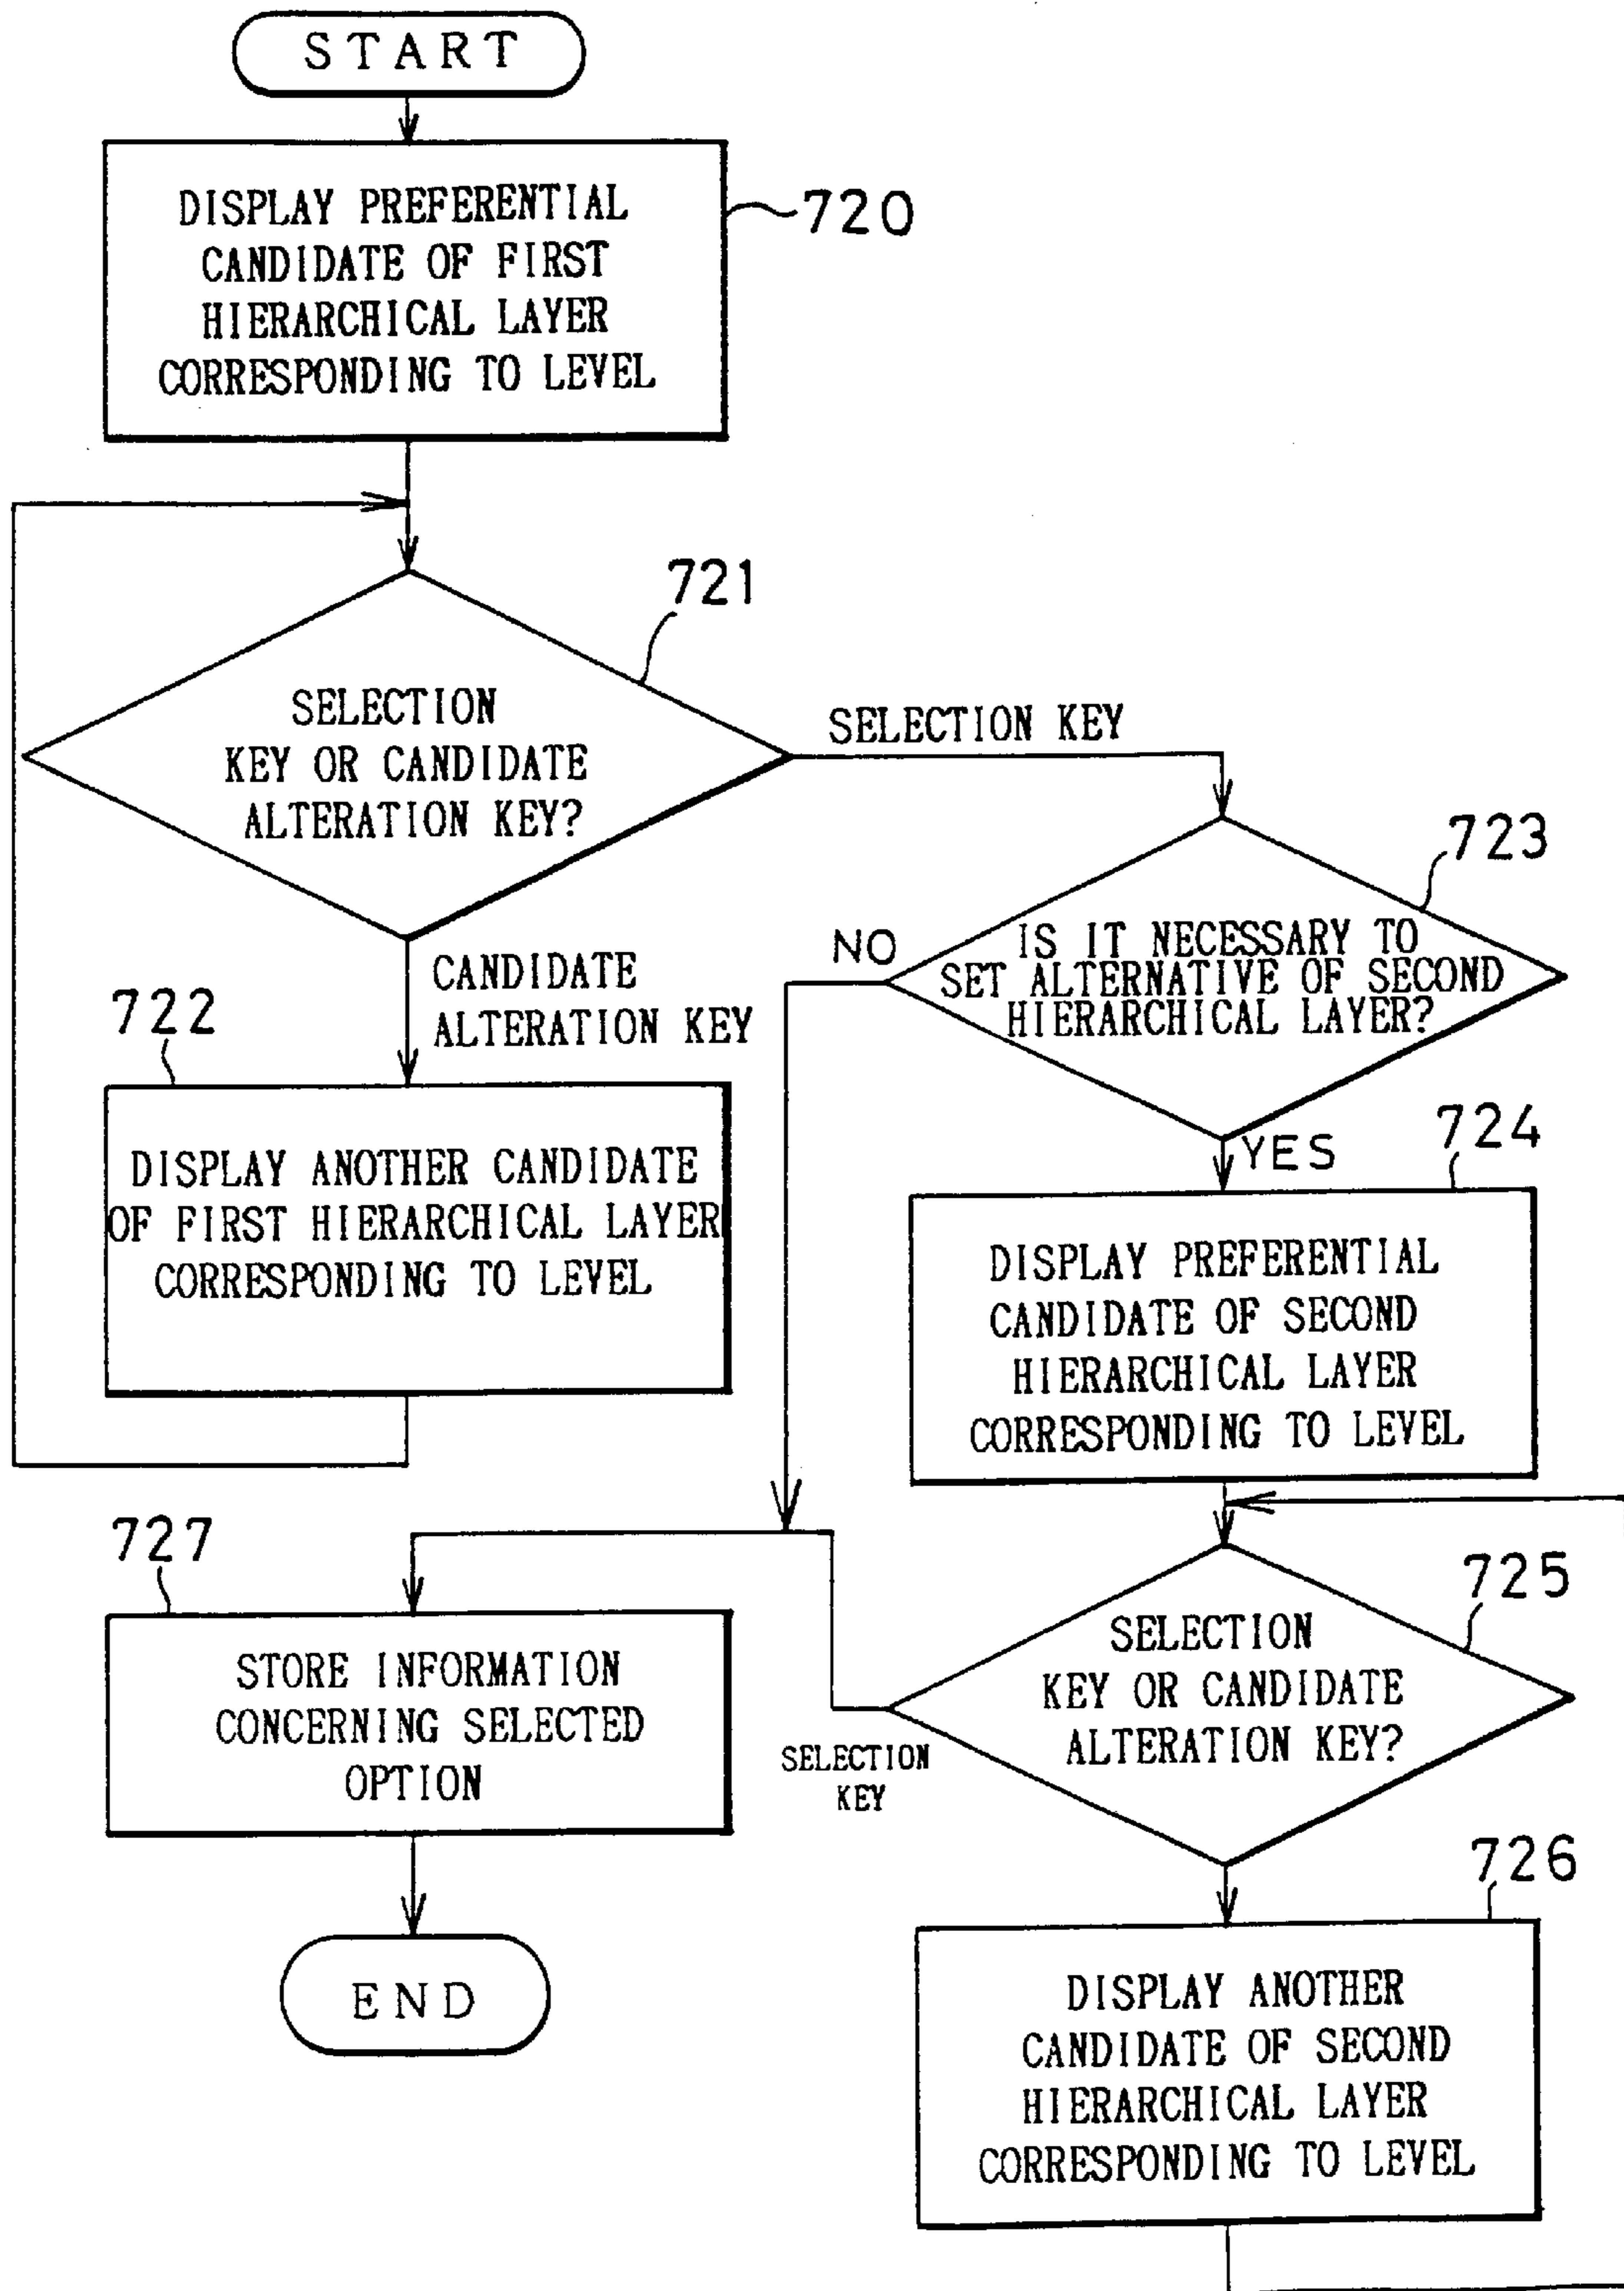 START
DISPLAY PREFERENTIAL
CANDIDATE OF FIRST
HIERARCHICAL LAYER
CORRESPONDING TO LEVEL
720
721
SELECTION
KEY OR CANDIDATE
ALTERATION KEY?
SELECTION KEY
CANDIDATE
ALTERATION KEY
722
DISPLAY ANOTHER CANDIDATE
OF FIRST HIERARCHICAL LAYER
CORRESPONDING TO LEVEL
723
IS IT NECESSARY TO
SET ALTERNATIVE OF SECOND
HIERARCHICAL LAYER?
NO
YES
724
DISPLAY PREFERENTIAL
CANDIDATE OF SECOND
HIERARCHICAL LAYER
CORRESPONDING TO LEVEL
725
SELECTION
KEY OR CANDIDATE
ALTERATION KEY?
SELECTION
KEY
726
DISPLAY ANOTHER
CANDIDATE OF SECOND
HIERARCHICAL LAYER
CORRESPONDING TO LEVEL
727
STORE INFORMATION
CONCERNING SELECTED
OPTION
END